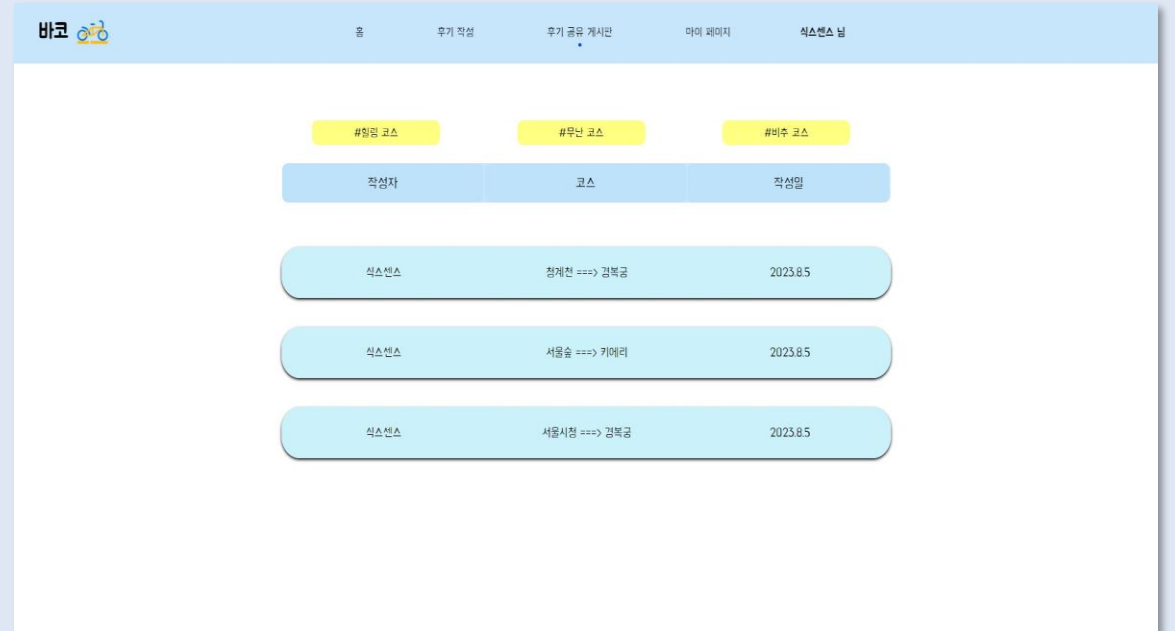 바코
홈 후기 작성 후기 공유 게시판 마이 페이지 식스센스 님
#힐링 코스 #무난 코스 #비추 코스
작성자 코스 작성일
식스센스 청계천 ===> 경복궁 2023.8.5
식스센스 서울숲 ===> 키에리 2023.8.5
식스센스 서울시청 ===> 경복궁 2023.8.5